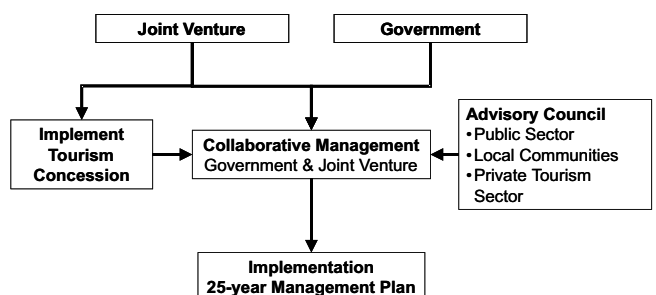 Joint Venture
Government
Implement
Tourism
Concession
Collaborative Management
Government & Joint Venture
Advisory Council
•Public Sector
•Local Communities
•Private Tourism
Sector
Implementation
25-year Management Plan